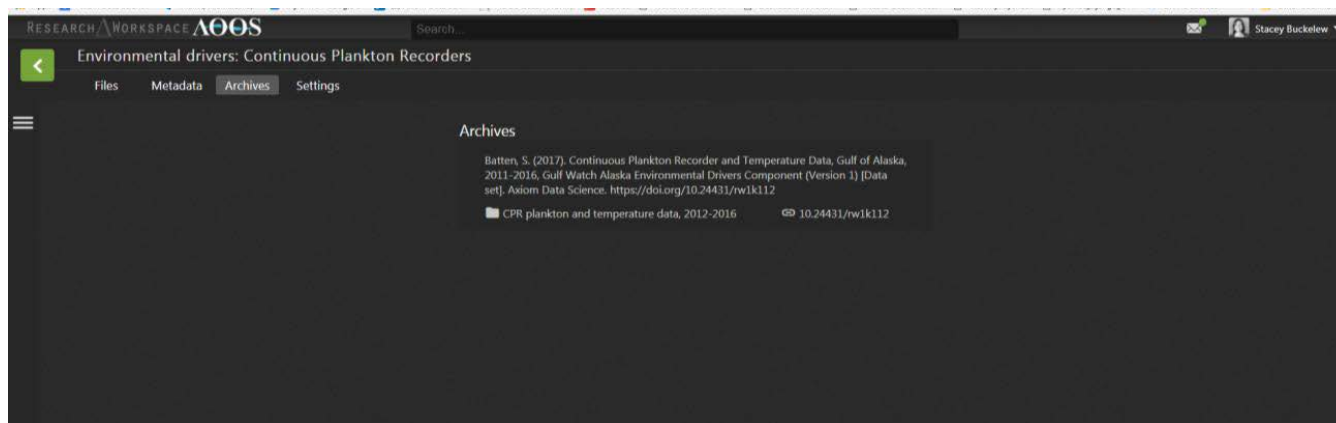 RESEARCH WORKSPACE AOOS Search... Stacey Buckelew
Environmental drivers: Continuous Plankton Recorders
Files Metadata Archives Settings
Archives
Batten, S. (2017). Continuous Plankton Recorder and Temperature Data, Gulf of Alaska,
2011-2016, Gulf Watch Alaska Environmental Drivers Component (Version 1) [Data
set]. Axiom Data Science. https://doi.org/10.24431/rw1k112
CPR plankton and temperature data, 2012-2016 10.24431/rw1k112